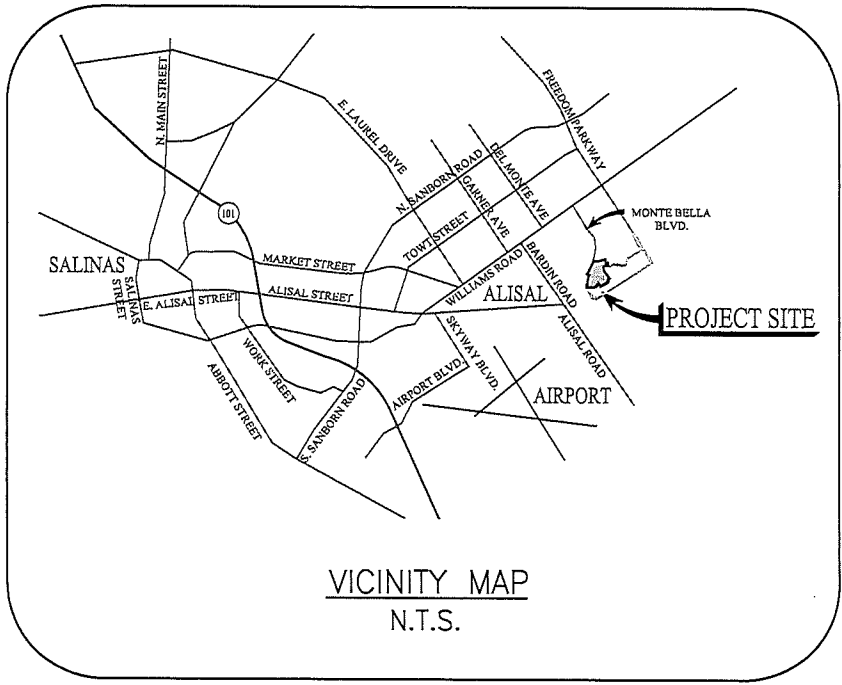 FREEDOM PARKWAY
N. MAIN STREET
E. LAUREL DRIVE
N. SANBORN ROAD
GARNER AVE
DEL MONTE AVE
101
MONTE BELLA
BLVD.
TOWT STREET
SALINAS
MARKET STREET
WILLIAMS ROAD
BARDIN ROAD
SALINAS
STREET
E. ALISAL STREET
ALISAL STREET
ALISAL
PROJECT SITE
ALISAL ROAD
SKYWAY BLVD.
WORK STREET
AIRPORT BLVD.
AIRPORT
ABBOTT STREET
S. SANBORN ROAD
VICINITY MAP
N.T.S.